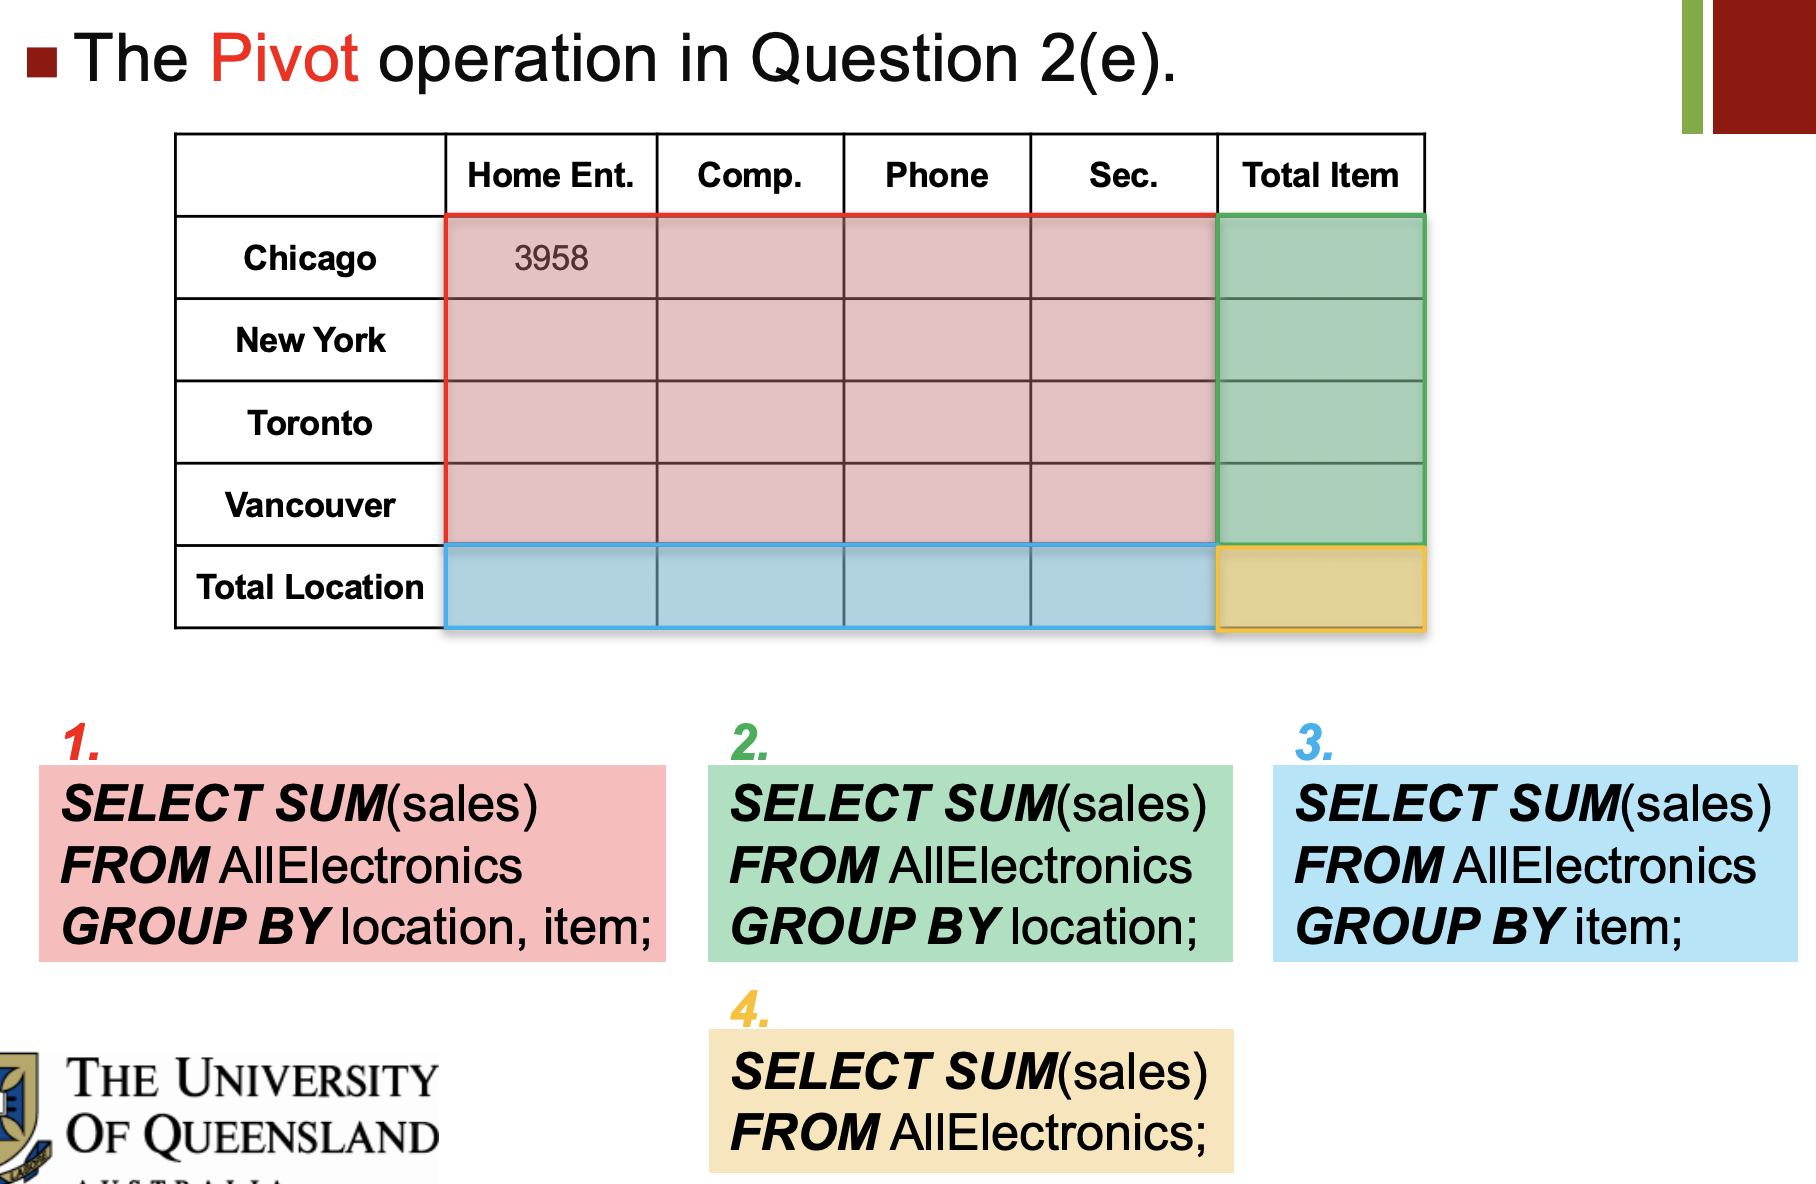 The Pivot operation in Question 2(e).
Home Ent. Comp. Phone Sec. Total Item
Chicago 3958
New York
Toronto
Vancouver
Total Location
1.
SELECT SUM(sales)
FROM AllElectronics
GROUP BY location, item;
2.
SELECT SUM(sales)
FROM AllElectronics
GROUP BY location;
3.
SELECT SUM(sales)
FROM AllElectronics
GROUP BY item;
4.
SELECT SUM(sales)
FROM AllElectronics;
THE UNIVERSITY
OF QUEENSLAND